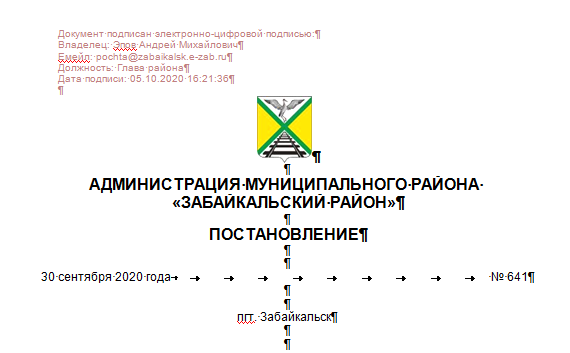 Документ подписан электронно-цифровой подписью:
Владелец: Эпов Андрей Михайлович
Емейл: pochta@zabaikalsk.e-zab.ru
Должность: Глава района
Дата подписи: 05.10.2020 16:21:36
АДМИНИСТРАЦИЯ МУНИЦИПАЛЬНОГО РАЙОНА
«ЗАБАЙКАЛЬСКИЙ РАЙОН»
ПОСТАНОВЛЕНИЕ
30 сентября 2020 года № 641
пгт. Забайкальск